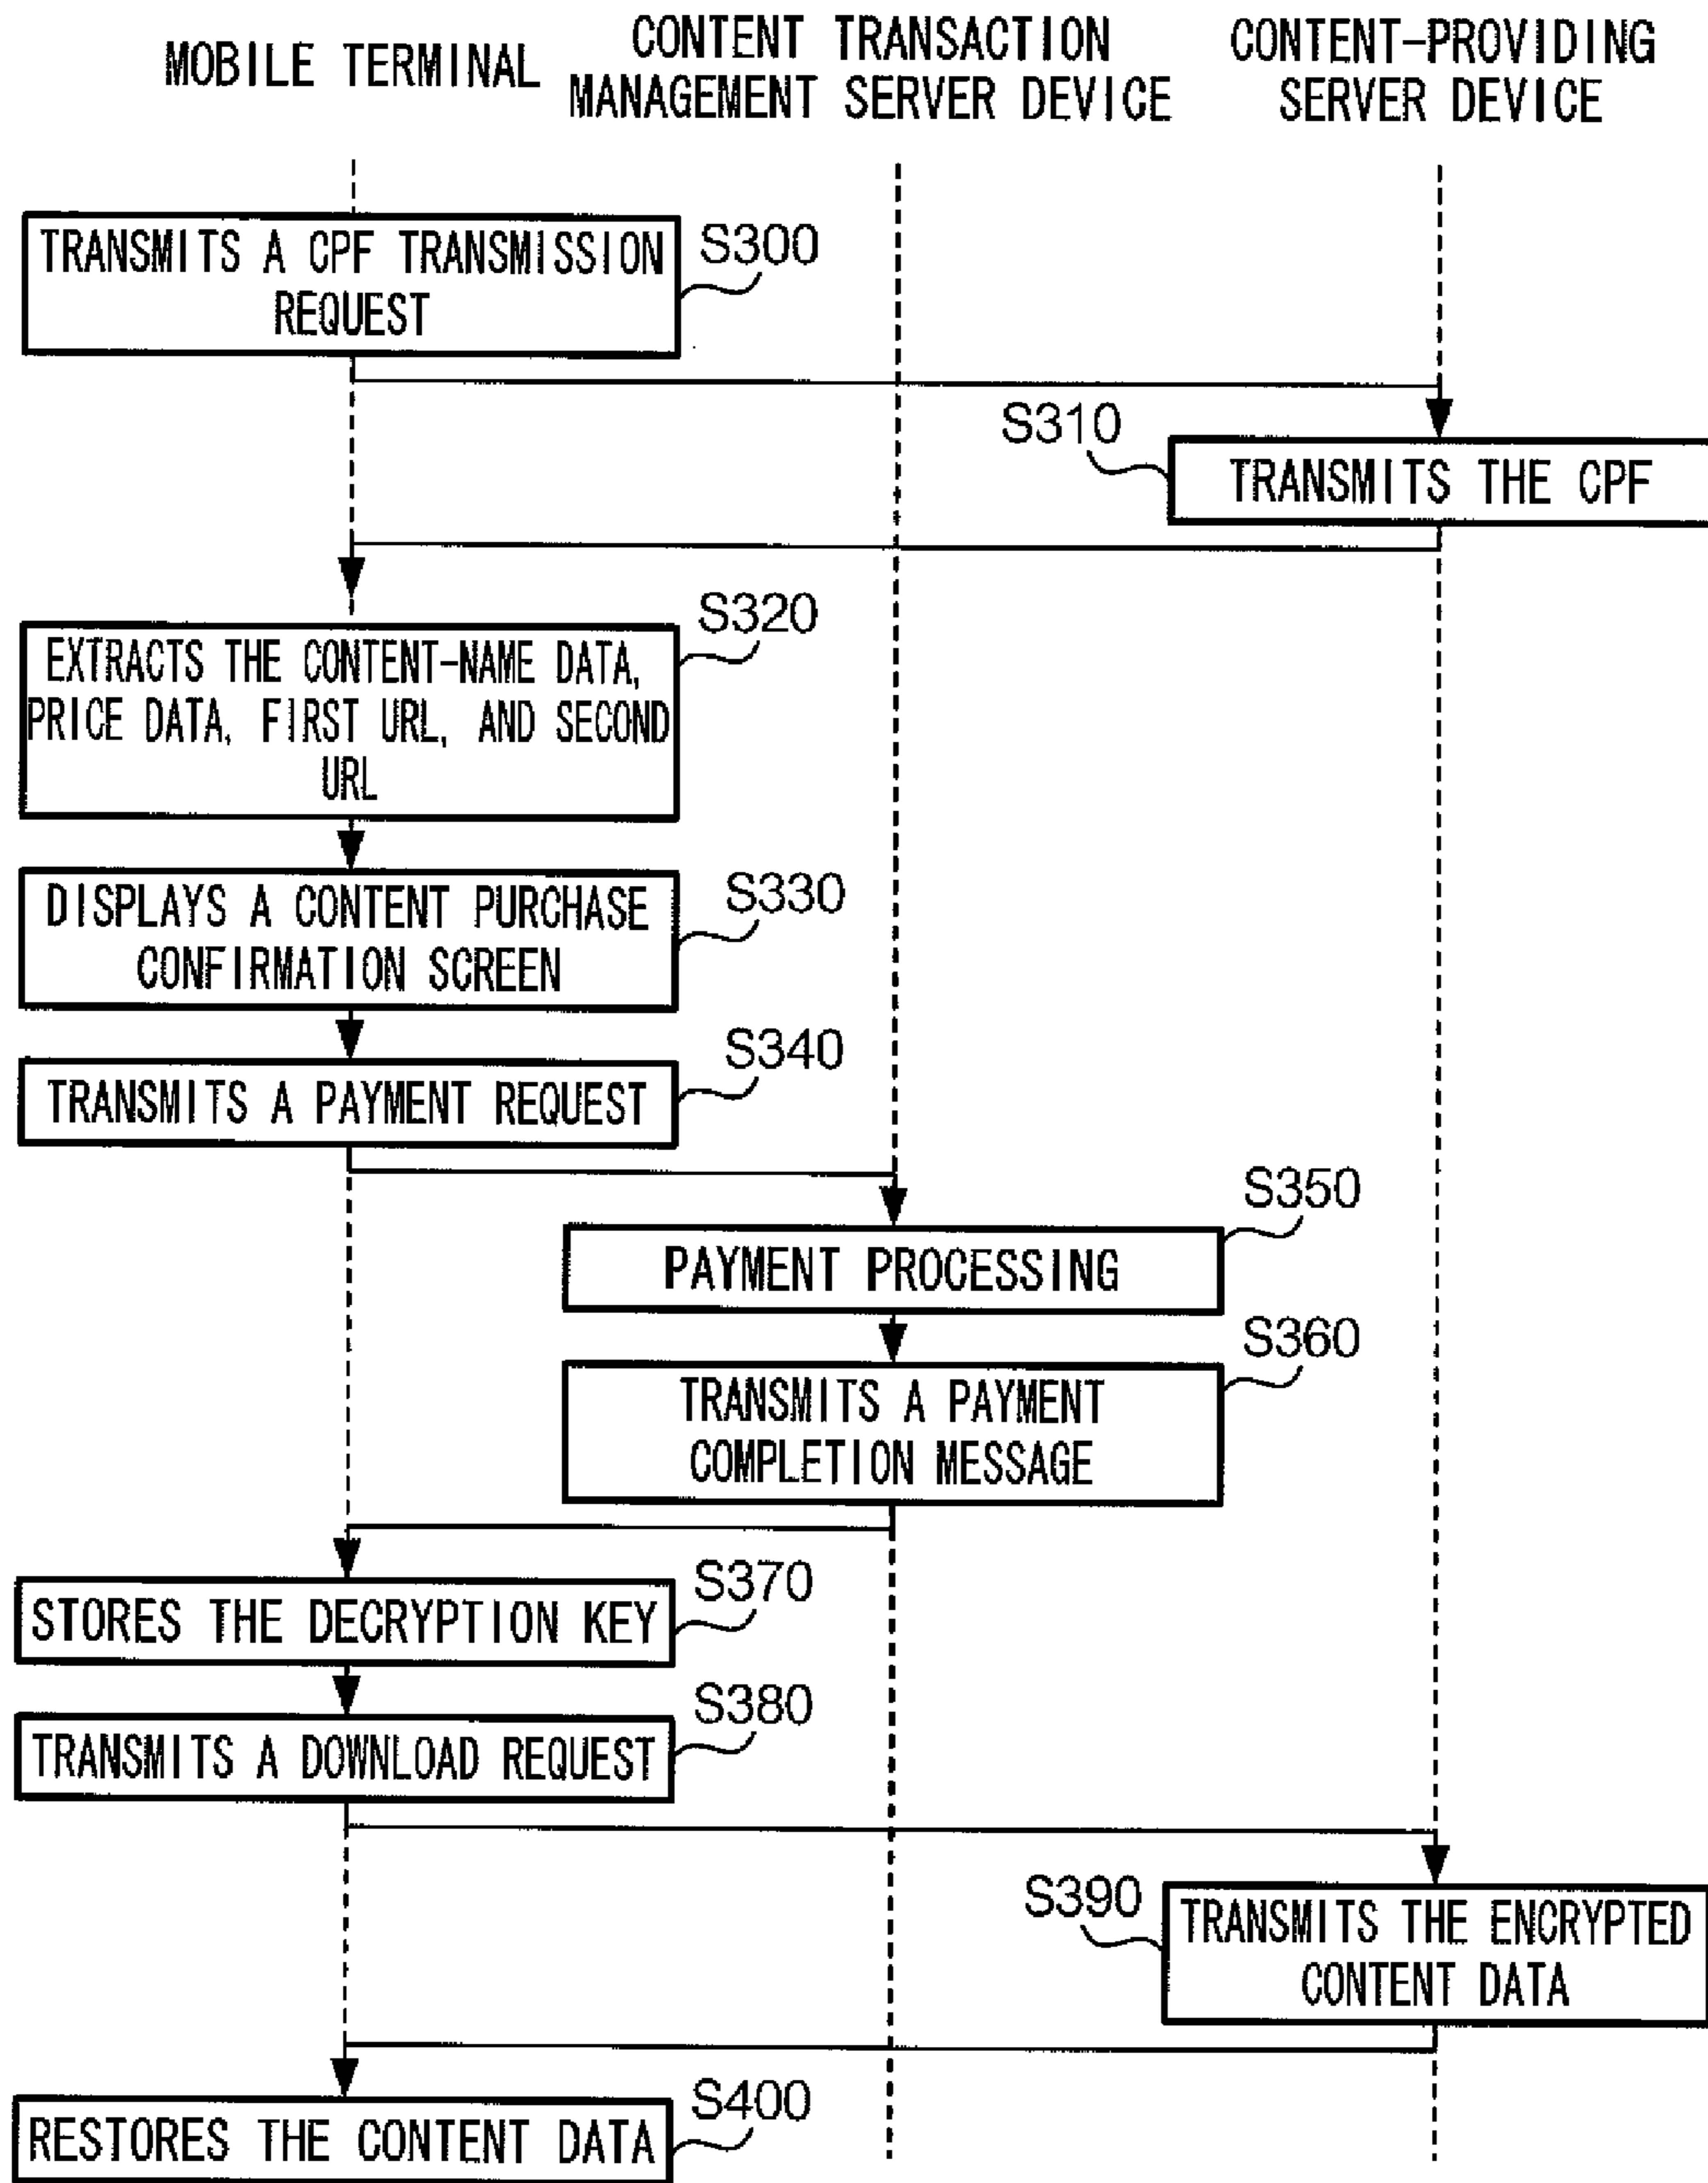 MOBILE TERMINAL
CONTENT TRANSACTION
MANAGEMENT SERVER DEVICE
CONTENT-PROVIDING
SERVER DEVICE
TRANSMITS A CPF TRANSMISSION
REQUEST
S300
S310
TRANSMITS THE CPF
S320
EXTRACTS THE CONTENT-NAME DATA,
PRICE DATA, FIRST URL, AND SECOND
URL
S330
DISPLAYS A CONTENT PURCHASE
CONFIRMATION SCREEN
S340
TRANSMITS A PAYMENT REQUEST
S350
PAYMENT PROCESSING
S360
TRANSMITS A PAYMENT
COMPLETION MESSAGE
S370
STORES THE DECRYPTION KEY
S380
TRANSMITS A DOWNLOAD REQUEST
S390
TRANSMITS THE ENCRYPTED
CONTENT DATA
S400
RESTORES THE CONTENT DATA